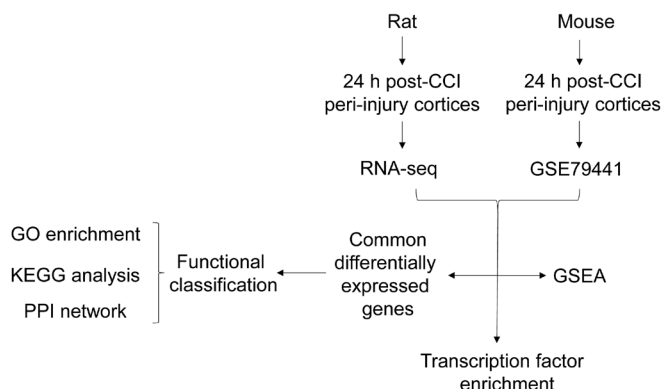 Rat
Mouse
24 h post-CCI
peri-injury cortices
24 h post-CCI
peri-injury cortices
RNA-seq
GSE79441
GO enrichment
KEGG analysis
PPI network
Functional
classification
Common
differentially
expressed
genes
GSEA
Transcription factor
enrichment